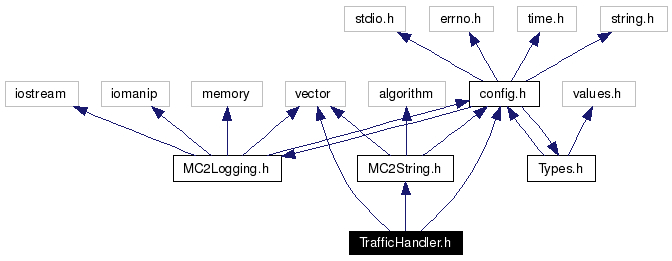 stdio.h errno.h time.h string.h
iostream iomanip memory vector algorithm config.h values.h
MC2Logging.h MC2String.h Types.h
TrafficHandler.h